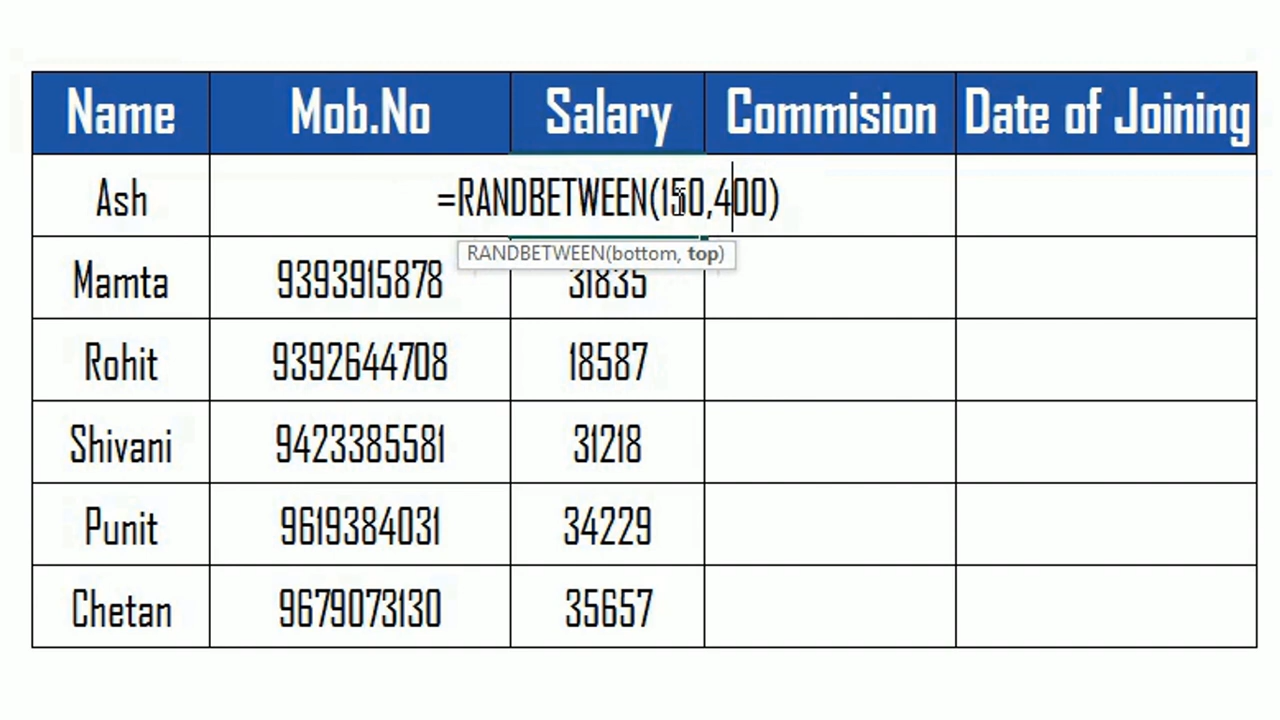 Name Mob.No Salary Commision Date of Joining
Ash =RANDBETWEEN(150,400)
RANDBETWEEN(bottom, top)
Mamta 9393915878 31835
Rohit 9392644708 18587
Shivani 9423385581 31218
Punit 9619384031 34229
Chetan 9679073130 35657